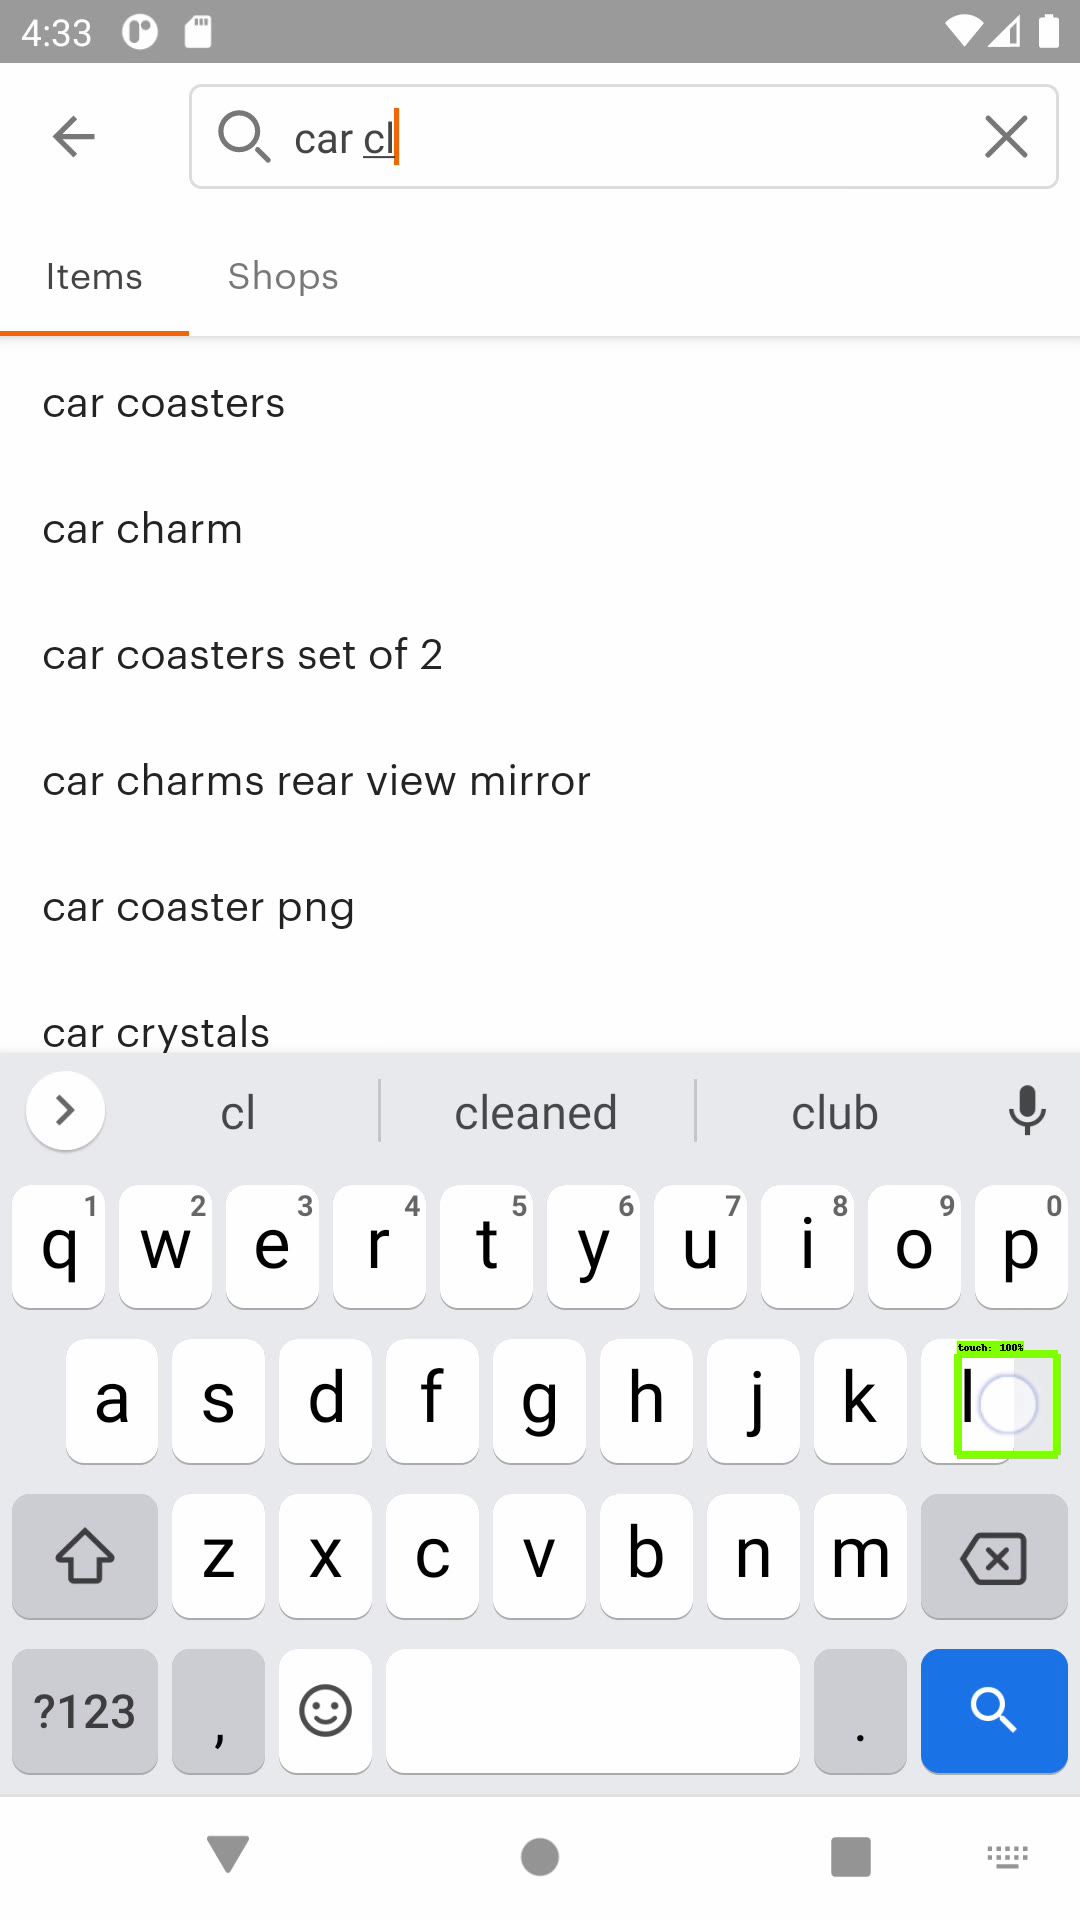 4:33
car cl
Items Shops
car coasters
car charm
car coasters set of 2
car charms rear view mirror
car coaster png
car crystals
cl cleaned club
1 2 3 4 5 6 7 8 9 0
q w e r t y u i o p
touch: 100%
a s d f g h j k l
z x c v b n m
?123 , .